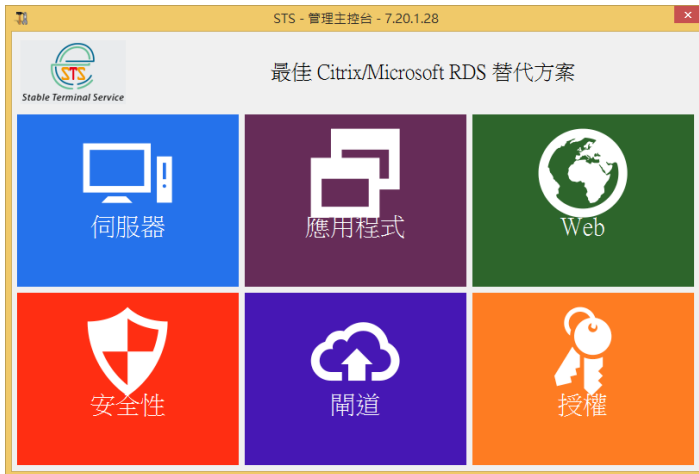 STS - 管理主控台 - 7.20.1.28
STS
Stable Terminal Service
最佳 Citrix/Microsoft RDS 替代方案
伺服器
應用程式
Web
安全性
閘道
授權